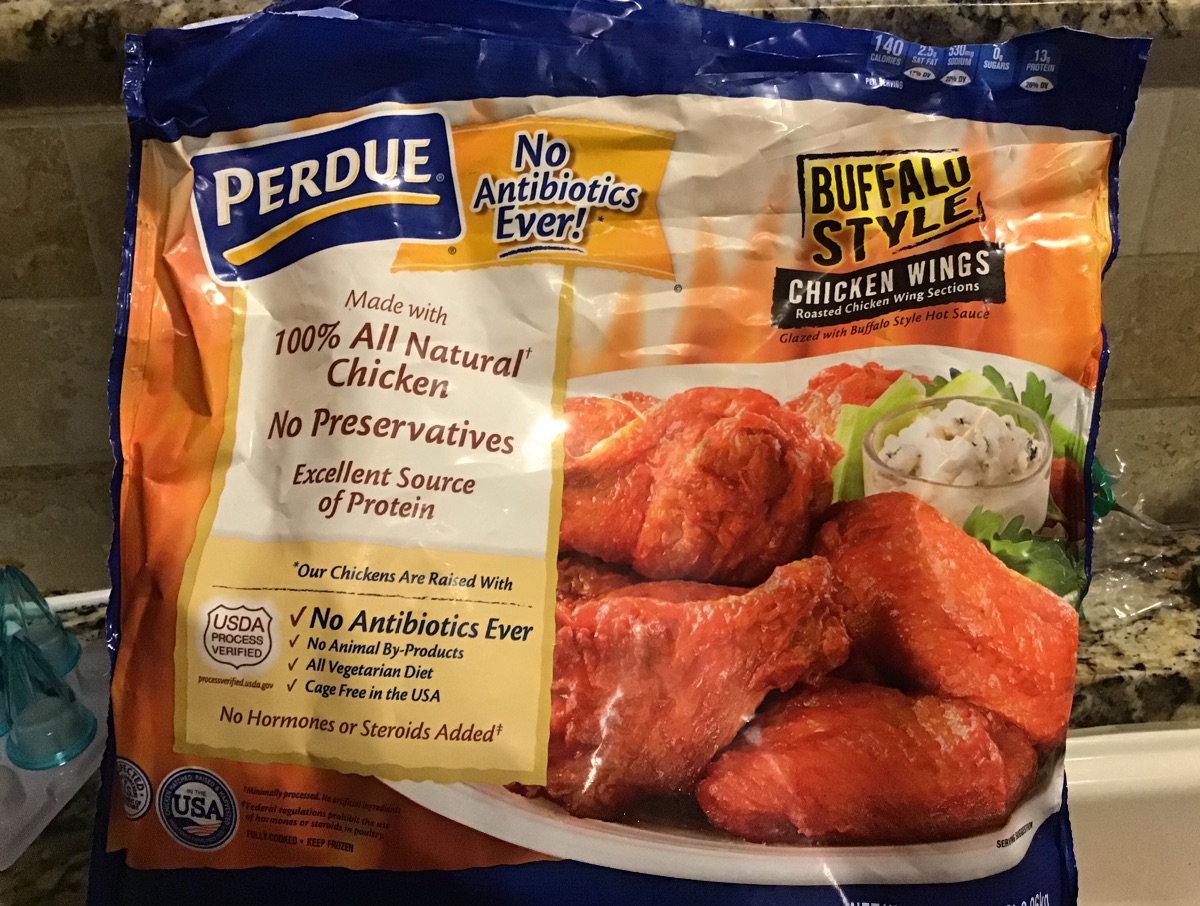 140 2.5g 530mg 0g 13g
CALORIES SAT FAT SODIUM SUGARS PROTEIN
PER SERVING
PERDUE®
No
Antibiotics
Ever!*
BUFFALO
STYLE
CHICKEN WINGS
Roasted Chicken Wing Sections
Glazed with Buffalo Style Hot Sauce
Made with
100% All Natural†
Chicken
No Preservatives
Excellent Source
of Protein
*Our Chickens Are Raised With
USDA
PROCESS
VERIFIED
processverified.usda.gov
✓ No Antibiotics Ever
✓ No Animal By-Products
✓ All Vegetarian Diet
✓ Cage Free in the USA
No Hormones or Steroids Added‡
IN THE
USA
†Minimally processed. No artificial ingredients.
‡Federal regulations prohibit the use
of hormones or steroids in poultry.
FULLY COOKED • KEEP FROZEN
SERVING SUGGESTION